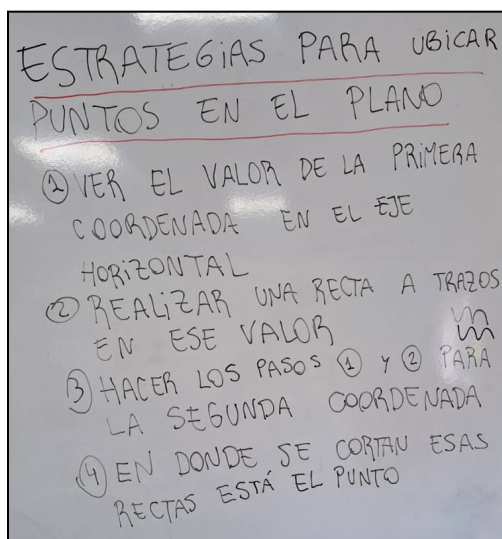 ESTRATEGIAS PARA UBICAR
PUNTOS EN EL PLANO
① VER EL VALOR DE LA PRIMERA
COORDENADA EN EL EJE
HORIZONTAL
② REALIZAR UNA RECTA A TRAZOS
EN ESE VALOR
③ HACER LOS PASOS ① Y ② PARA
LA SEGUNDA COORDENADA
④ EN DONDE SE CORTAN ESAS
RECTAS ESTÁ EL PUNTO